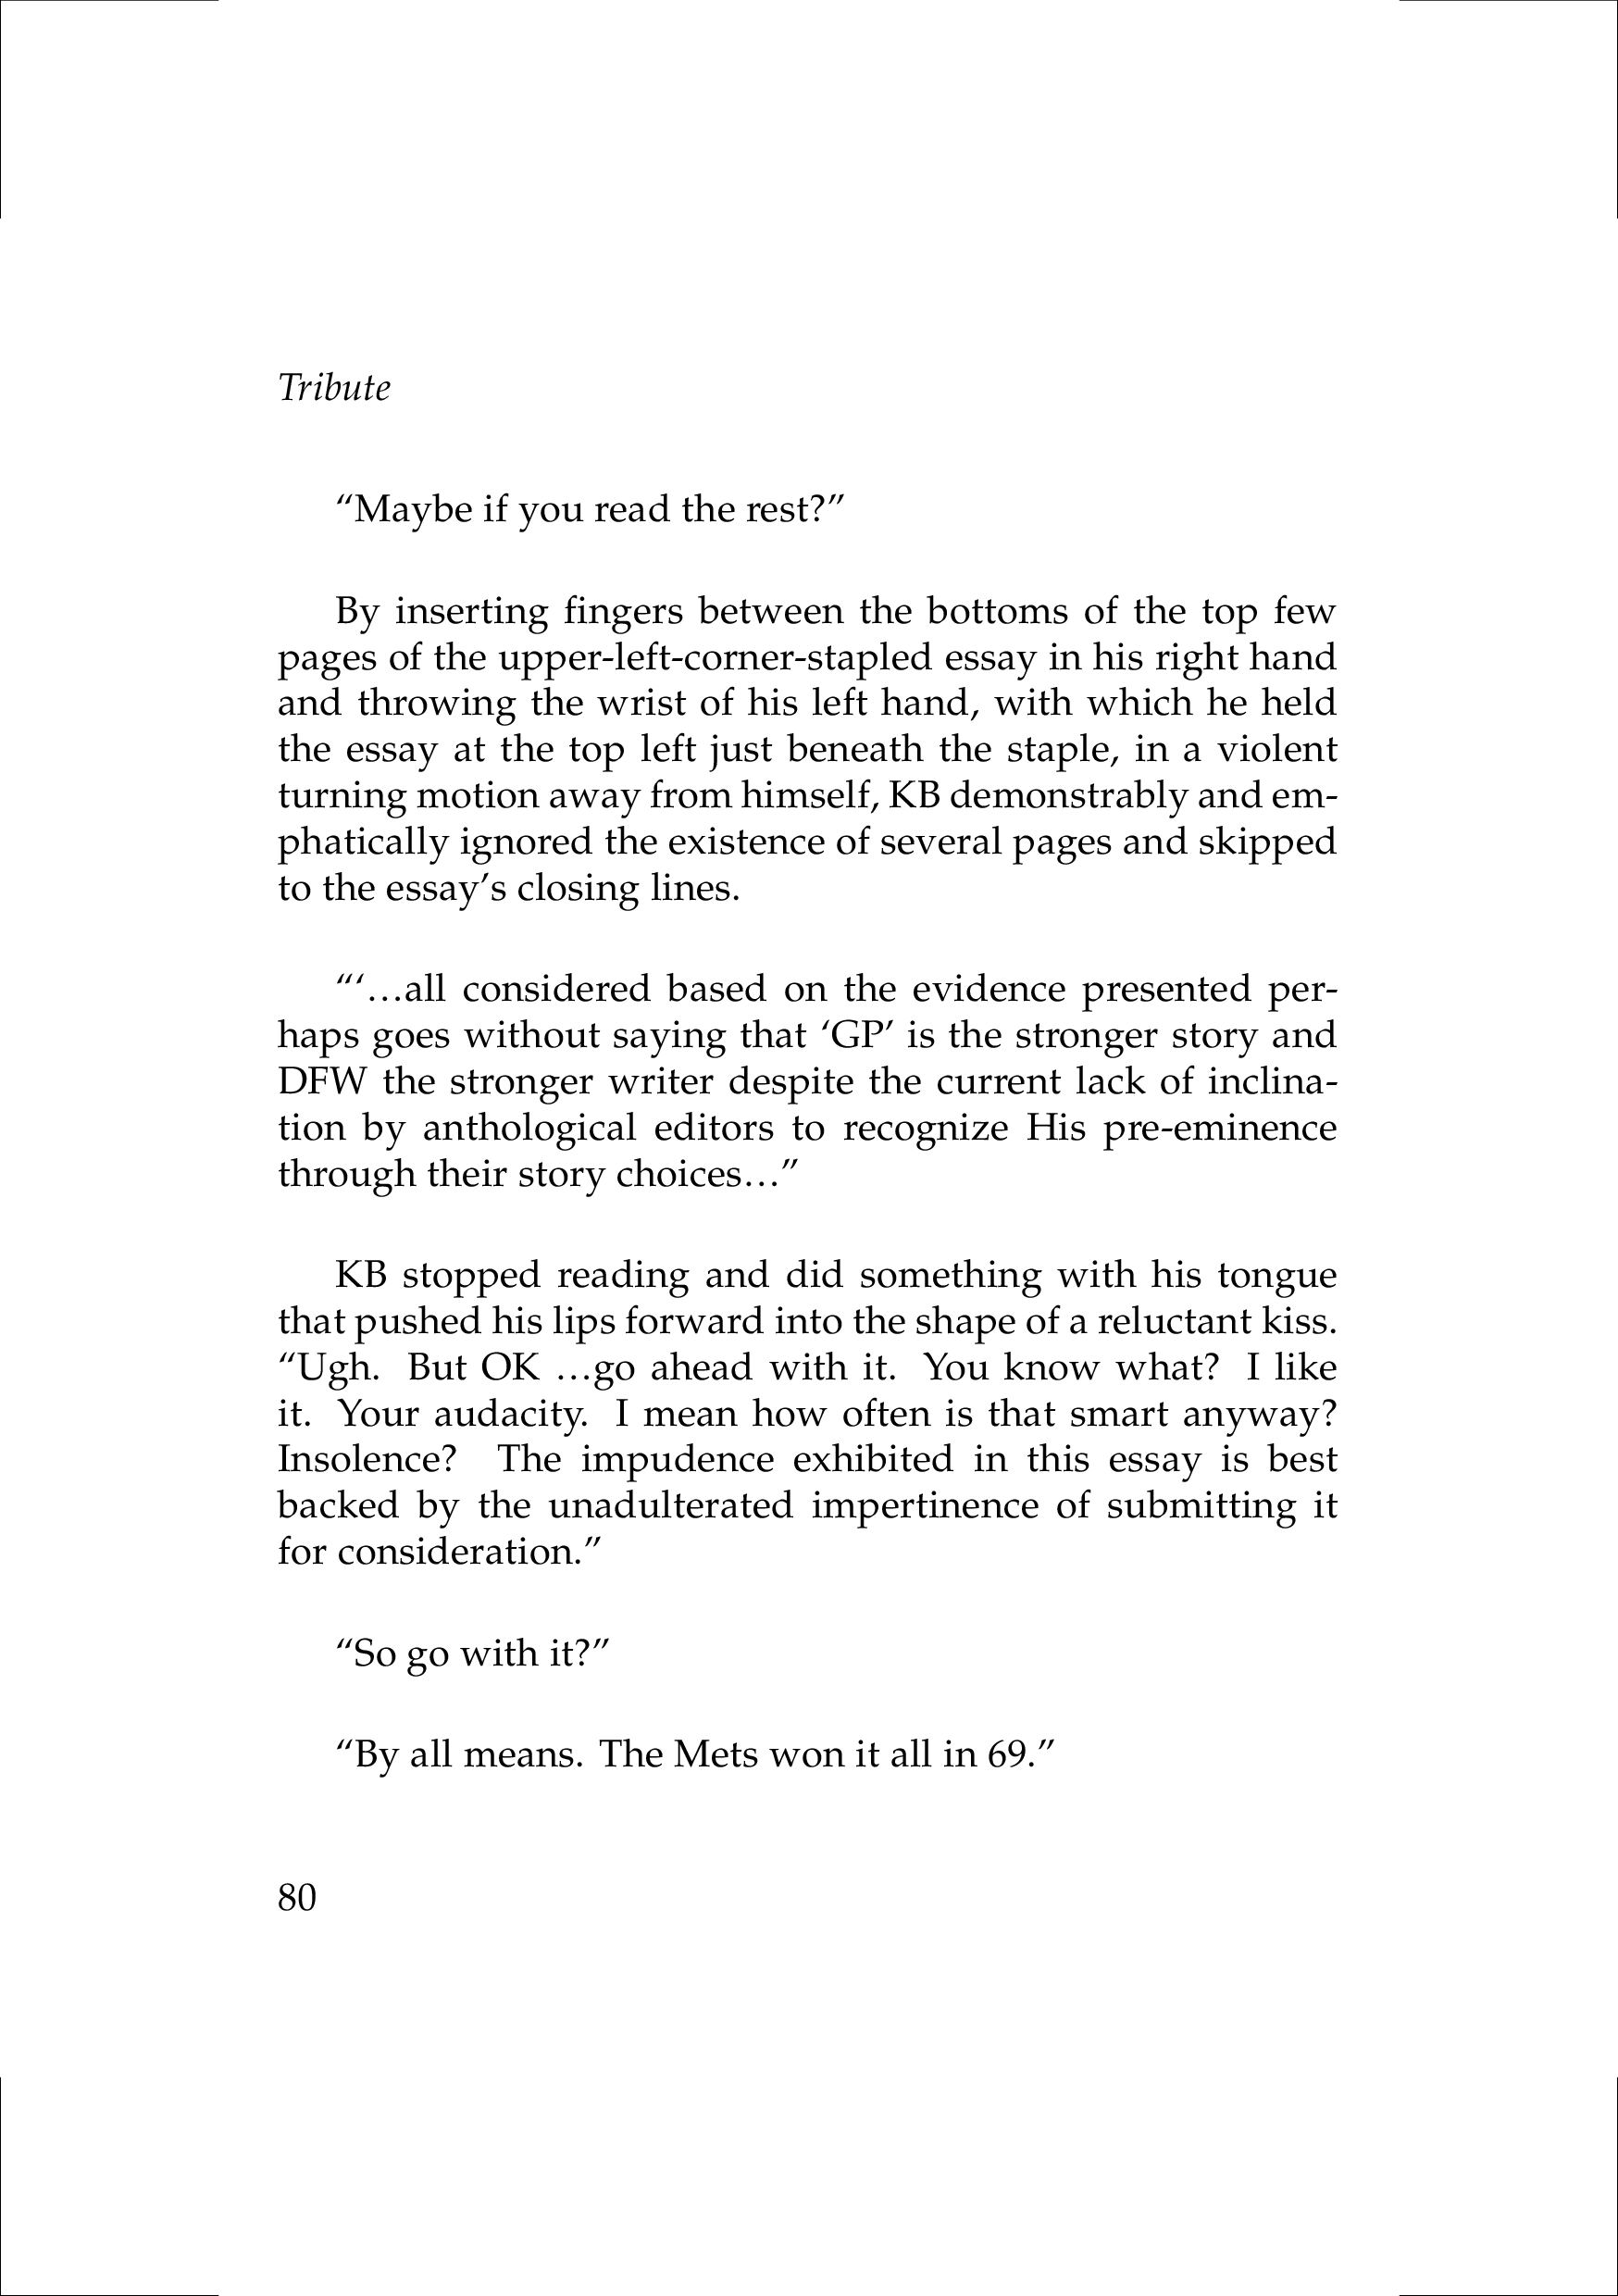 Tribute
“Maybe if you read the rest?”
By inserting fingers between the bottoms of the top few
pages of the upper-left-corner-stapled essay in his right hand
and throwing the wrist of his left hand, with which he held
the essay at the top left just beneath the staple, in a violent
turning motion away from himself, KB demonstrably and em-
phatically ignored the existence of several pages and skipped
to the essay’s closing lines.
“‘…all considered based on the evidence presented per-
haps goes without saying that ‘GP’ is the stronger story and
DFW the stronger writer despite the current lack of inclina-
tion by anthological editors to recognize His pre-eminence
through their story choices…”
KB stopped reading and did something with his tongue
that pushed his lips forward into the shape of a reluctant kiss.
“Ugh. But OK …go ahead with it. You know what? I like
it. Your audacity. I mean how often is that smart anyway?
Insolence? The impudence exhibited in this essay is best
backed by the unadulterated impertinence of submitting it
for consideration.”
“So go with it?”
“By all means. The Mets won it all in 69.”
80